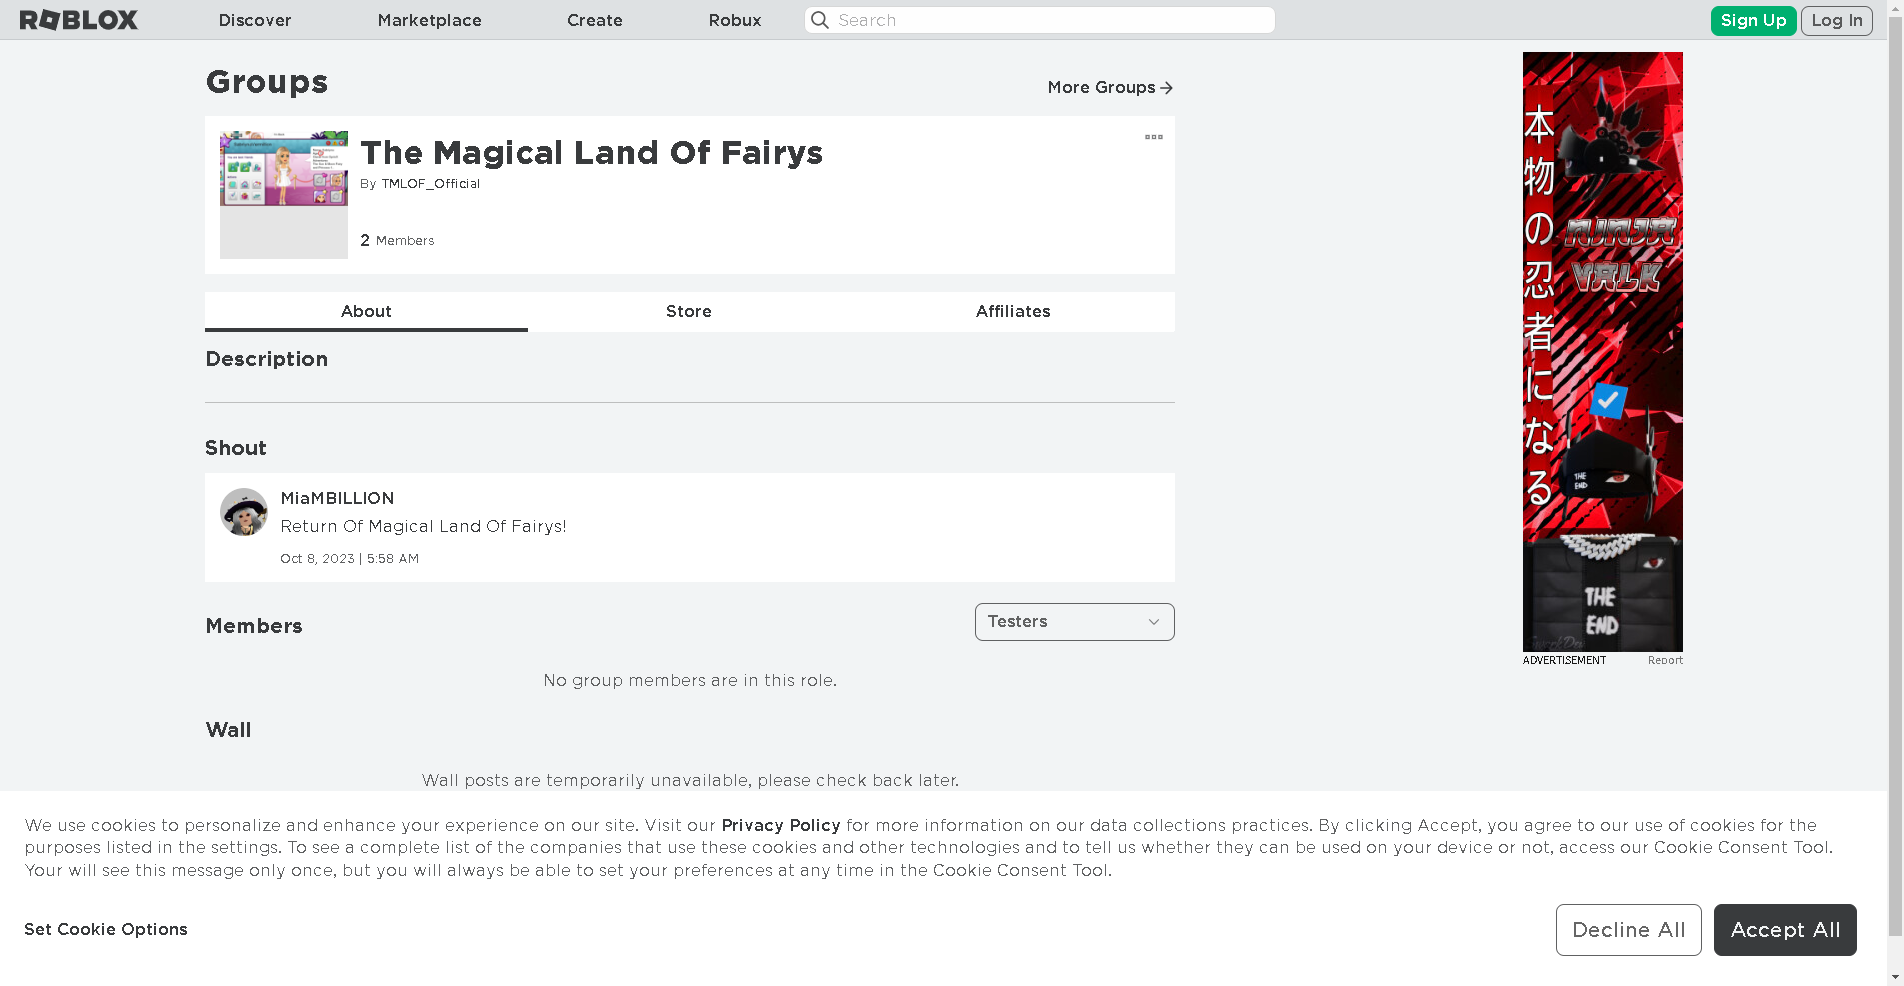 ROBLOX
Discover
Marketplace
Create
Robux
Search
Sign Up
Log In
Groups
More Groups
The Magical Land Of Fairys
By TMLOF_Official
2 Members
About
Store
Affiliates
Description
Shout
MiaMBILLION
Return Of Magical Land Of Fairys!
Oct 8, 2023 | 5:58 AM
Members
Testers
No group members are in this role.
Wall
Wall posts are temporarily unavailable, please check back later.
本物の忍者になる
NINJA
VALK
THE
END
THE
END
ADVERTISEMENT
Report
We use cookies to personalize and enhance your experience on our site. Visit our Privacy Policy for more information on our data collections practices. By clicking Accept, you agree to our use of cookies for the
purposes listed in the settings. To see a complete list of the companies that use these cookies and other technologies and to tell us whether they can be used on your device or not, access our Cookie Consent Tool.
Your will see this message only once, but you will always be able to set your preferences at any time in the Cookie Consent Tool.
Set Cookie Options
Decline All
Accept All